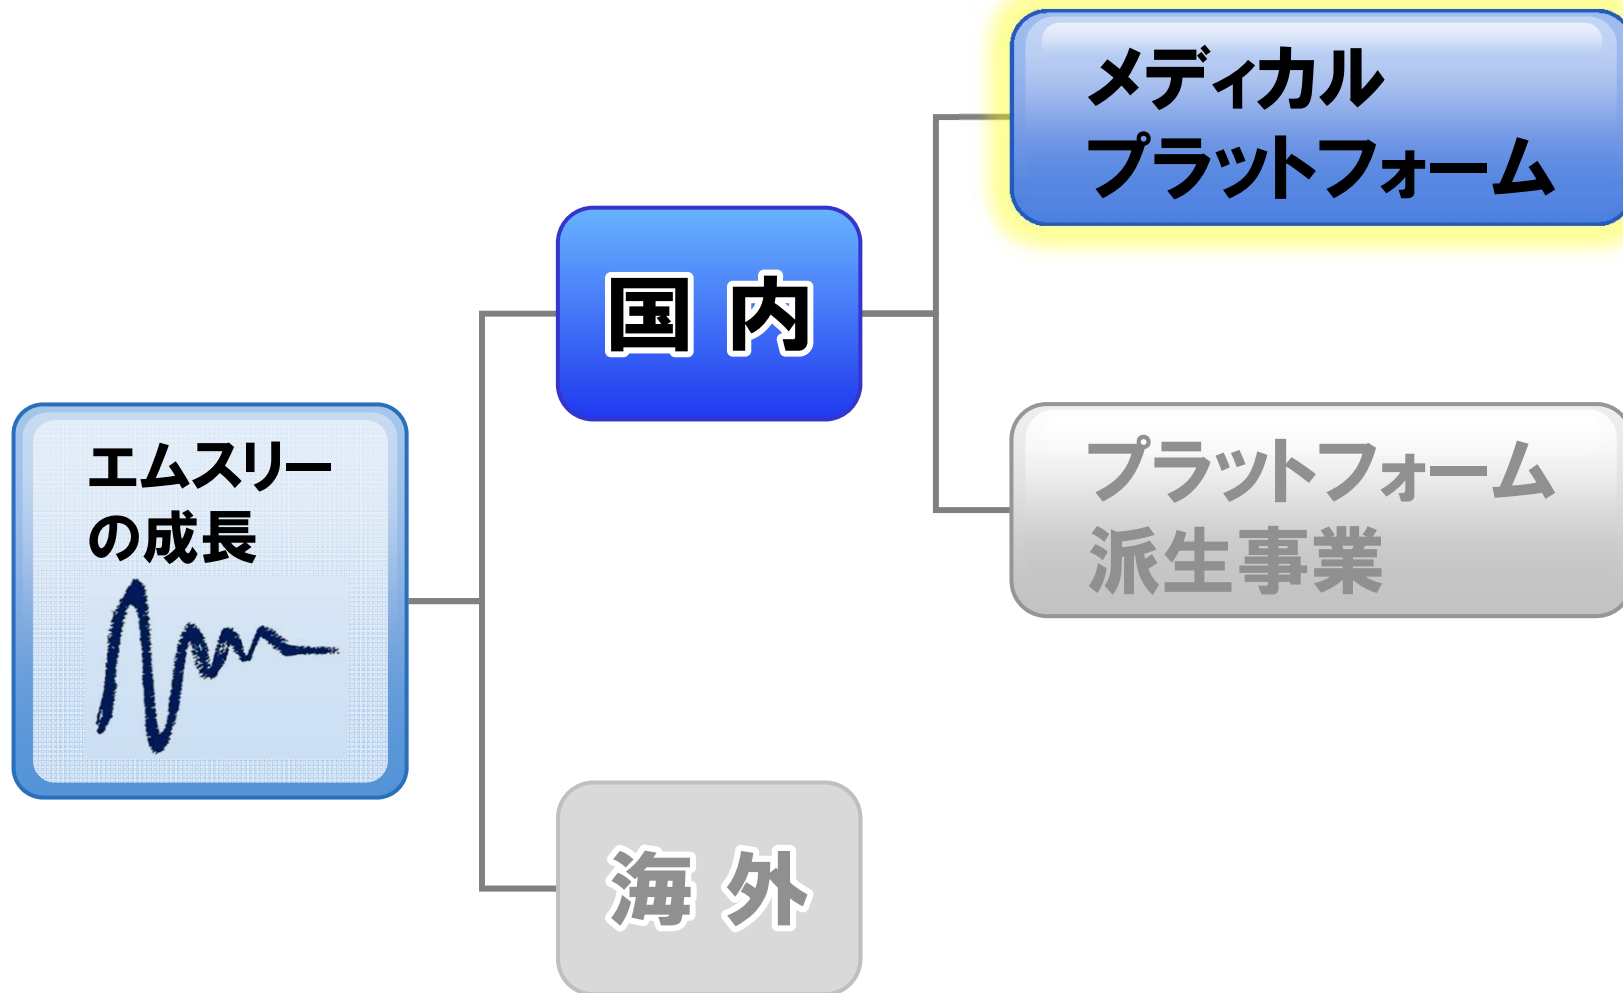 エムスリー
の成長
国 内
メディカル
プラットフォーム
プラットフォーム
派生事業
海 外